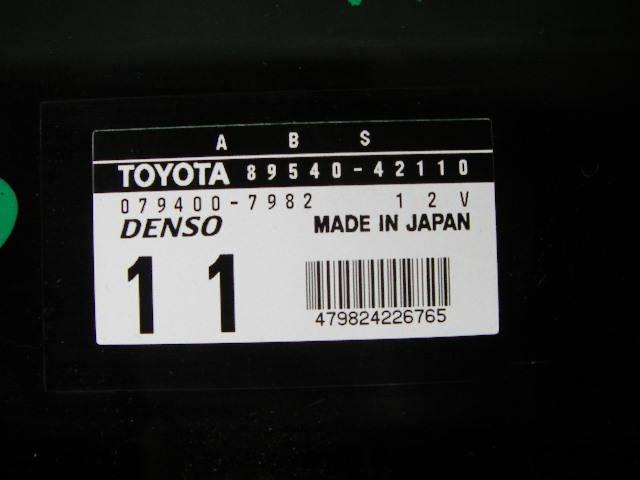 A B S
TOYOTA 89540-42110
079400-7982 12V
DENSO MADE IN JAPAN
11
479824226765